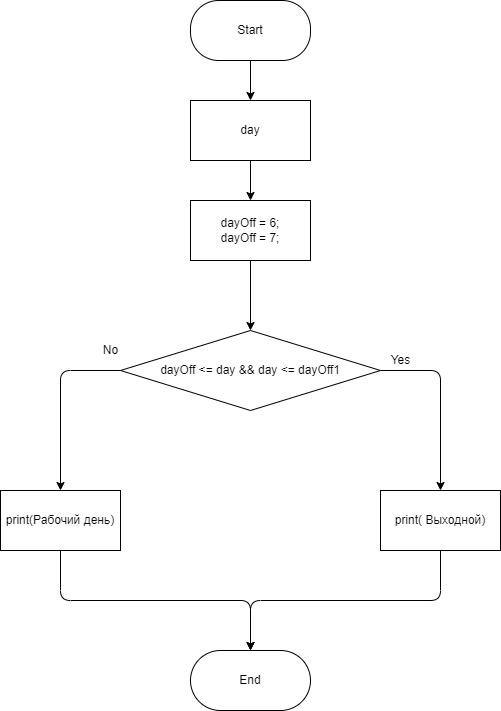 Start
day
dayOff = 6;
dayOff = 7;
dayOff <= day && day <= dayOff1
No
Yes
print(Рабочий день)
print( Выходной)
End